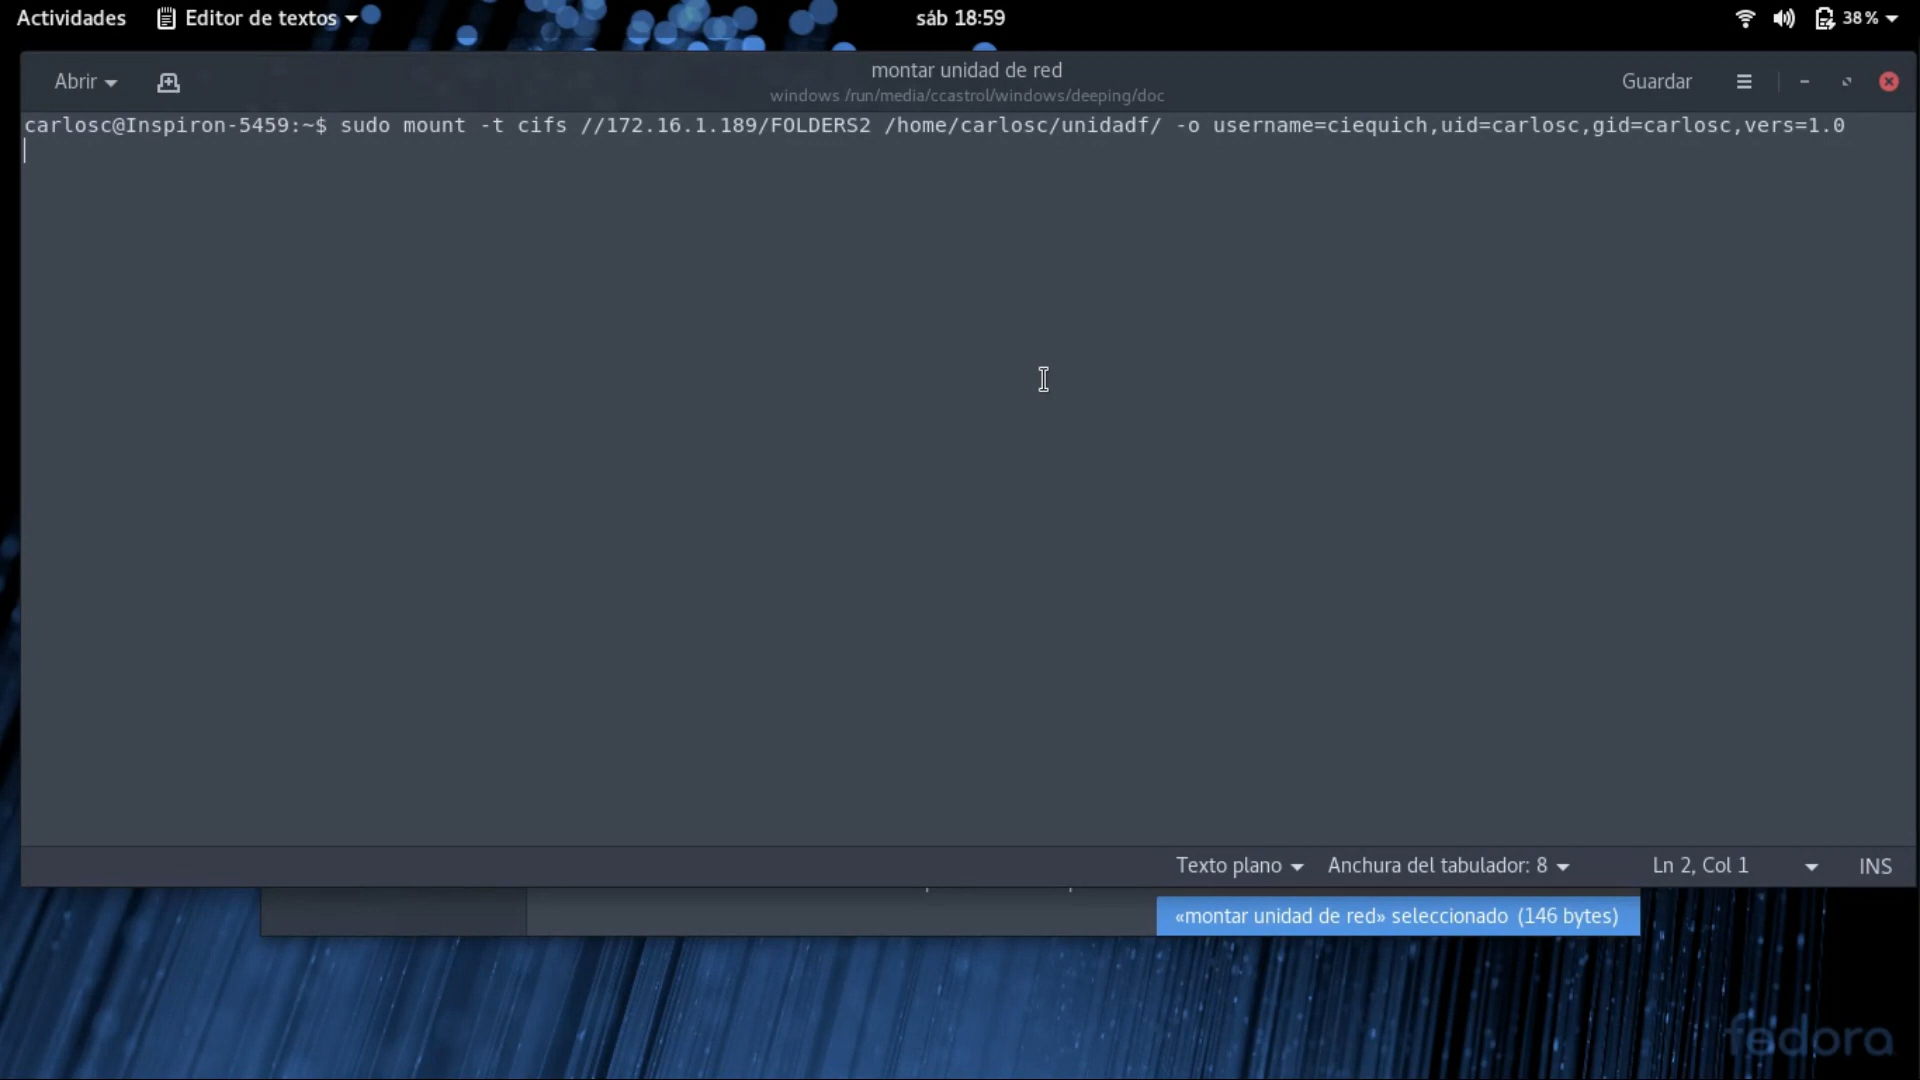 Actividades Editor de textos sáb 18:59 38 %
Abrir montar unidad de red Guardar
windows /run/media/ccastrol/windows/deeping/doc
carlosc@Inspiron-5459:~$ sudo mount -t cifs //172.16.1.189/FOLDERS2 /home/carlosc/unidadf/ -o username=ciequich,uid=carlosc,gid=carlosc,vers=1.0
Texto plano Anchura del tabulador: 8 Ln 2, Col 1 INS
«montar unidad de red» seleccionado (146 bytes)
fedora